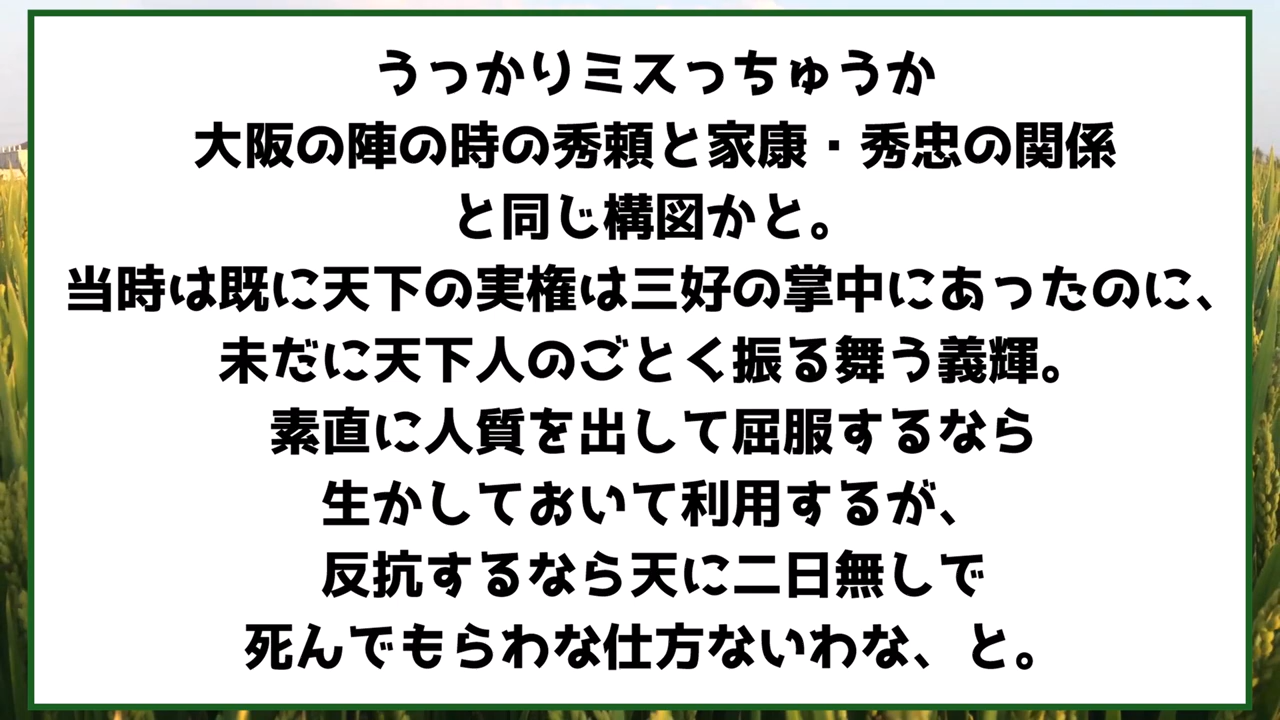 うっかりミスっちゅうか
大阪の陣の時の秀頼と家康・秀忠の関係
と同じ構図かと。
当時は既に天下の実権は三好の掌中にあったのに、
未だに天下人のごとく振る舞う義輝。
素直に人質を出して屈服するなら
生かしておいて利用するが、
反抗するなら天に二日無しで
死んでもらわな仕方ないわな、と。